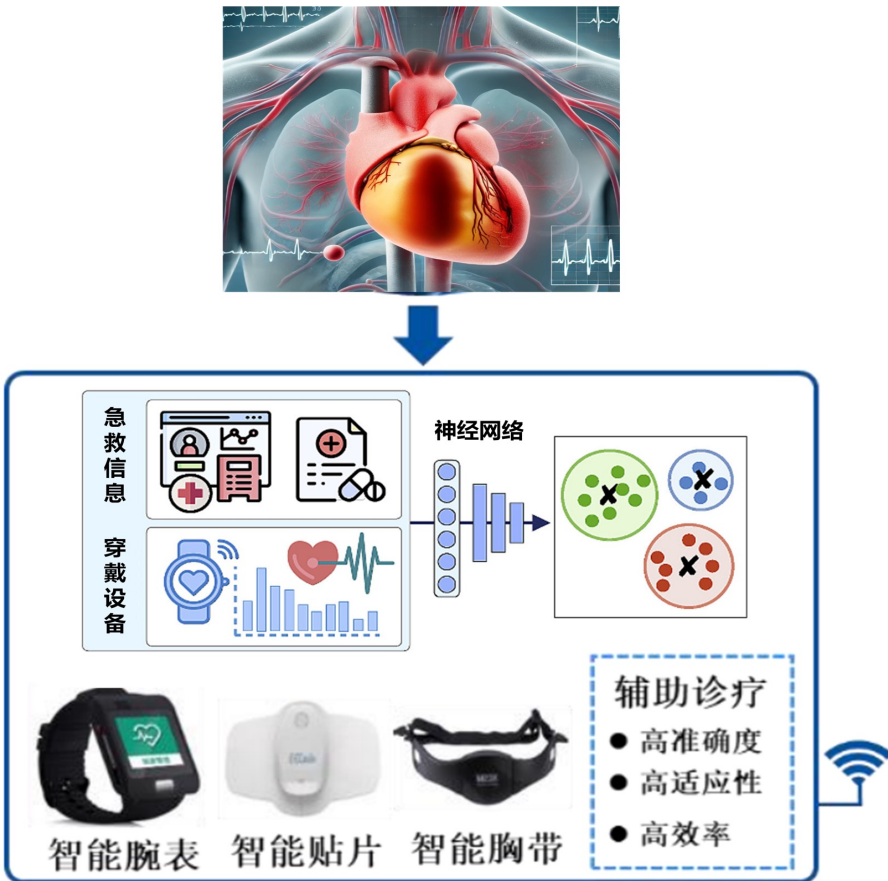 急救信息
神经网络
穿戴设备
辅助诊疗
● 高准确度
● 高适应性
● 高效率
智能腕表
智能贴片
智能胸带